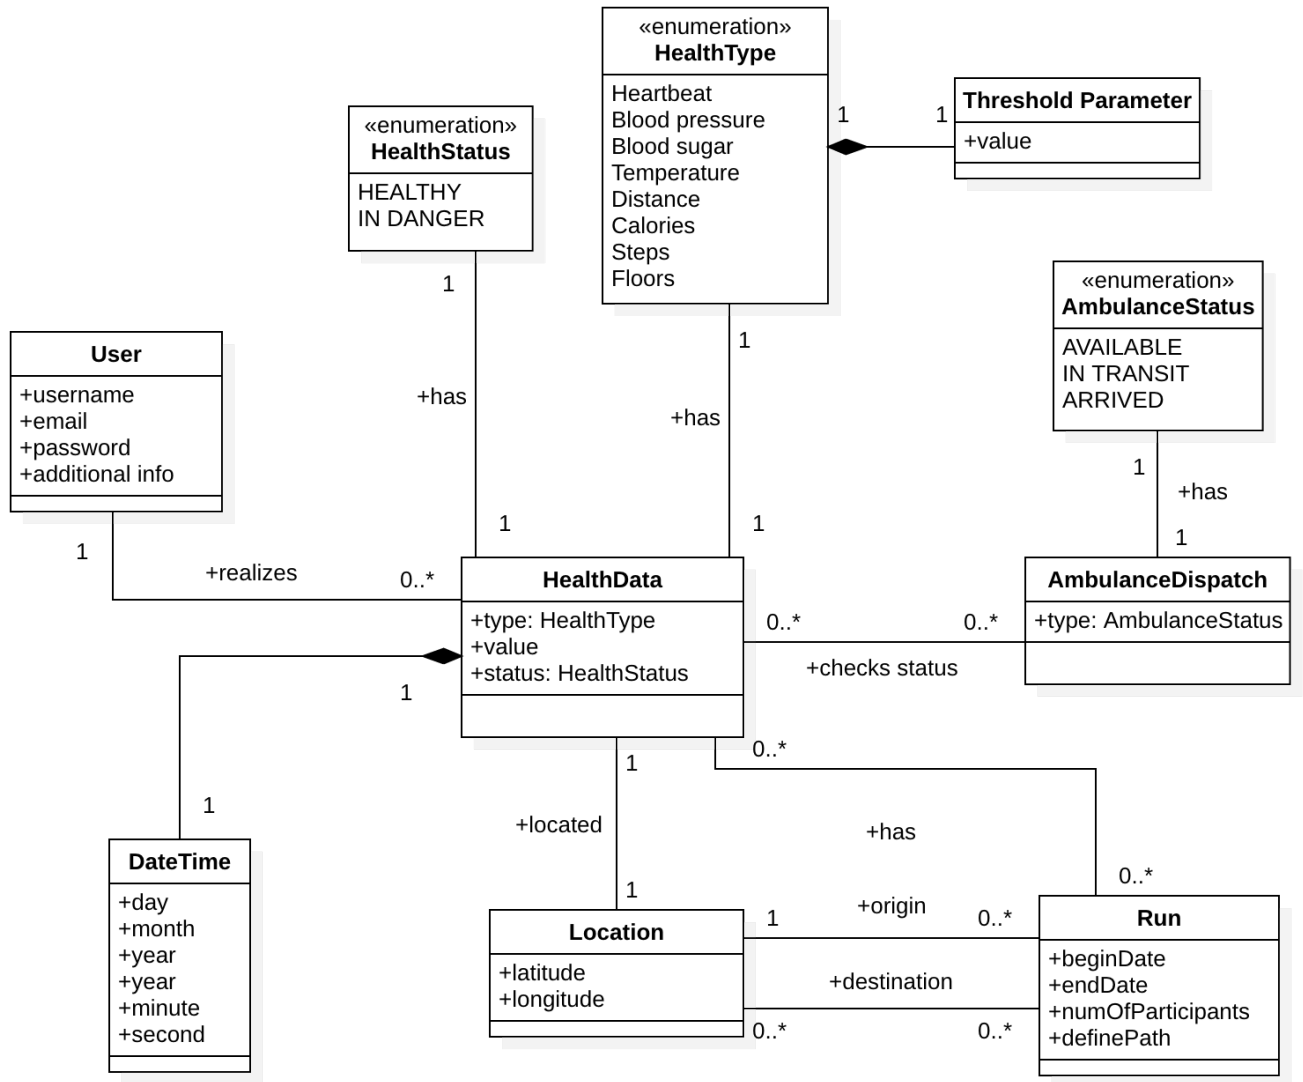 «enumeration»
HealthType
Heartbeat
Blood pressure
Blood sugar
Temperature
Distance
Calories
Steps
Floors
1
1
Threshold Parameter
+value
«enumeration»
HealthStatus
HEALTHY
IN DANGER
1
+has
1
1
+has
1
«enumeration»
AmbulanceStatus
AVAILABLE
IN TRANSIT
ARRIVED
1
+has
1
User
+username
+email
+password
+additional info
1
+realizes
0..*
HealthData
+type: HealthType
+value
+status: HealthStatus
0..*
0..*
+checks status
AmbulanceDispatch
+type: AmbulanceStatus
1
1
DateTime
+day
+month
+year
+year
+minute
+second
1
+located
1
0..*
+has
0..*
Location
+latitude
+longitude
1
+origin
0..*
+destination
0..*
0..*
Run
+beginDate
+endDate
+numOfParticipants
+definePath